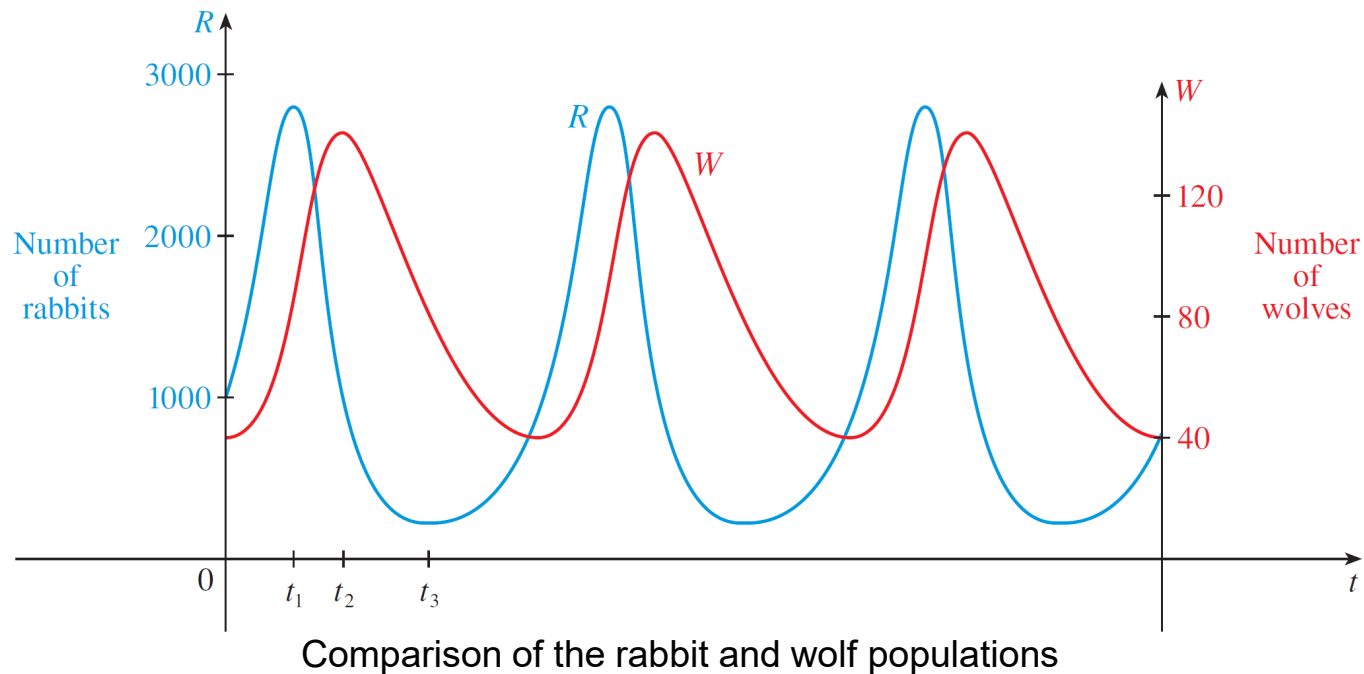 R
3000
R
W
W
120
Number
of
rabbits
2000
Number
of
wolves
80
1000
40
0
t₁
t₂
t₃
t
Comparison of the rabbit and wolf populations